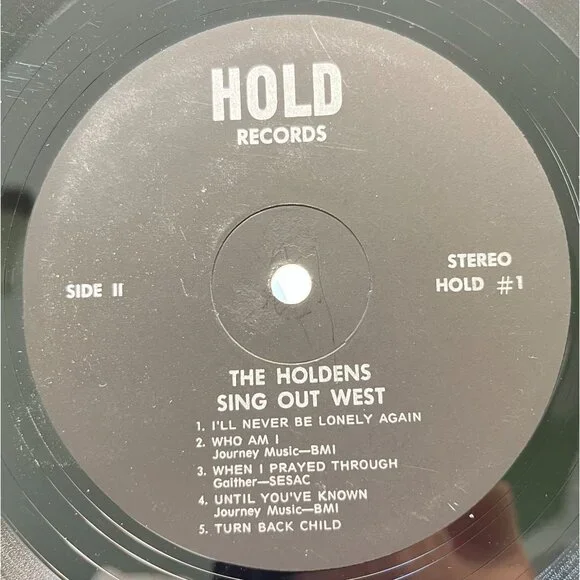 HOLD
RECORDS
SIDE II
STEREO
HOLD #1
THE HOLDENS
SING OUT WEST
1. I'LL NEVER BE LONELY AGAIN
2. WHO AM I
Journey Music—BMI
3. WHEN I PRAYED THROUGH
Gaither—SESAC
4. UNTIL YOU'VE KNOWN
Journey Music—BMI
5. TURN BACK CHILD